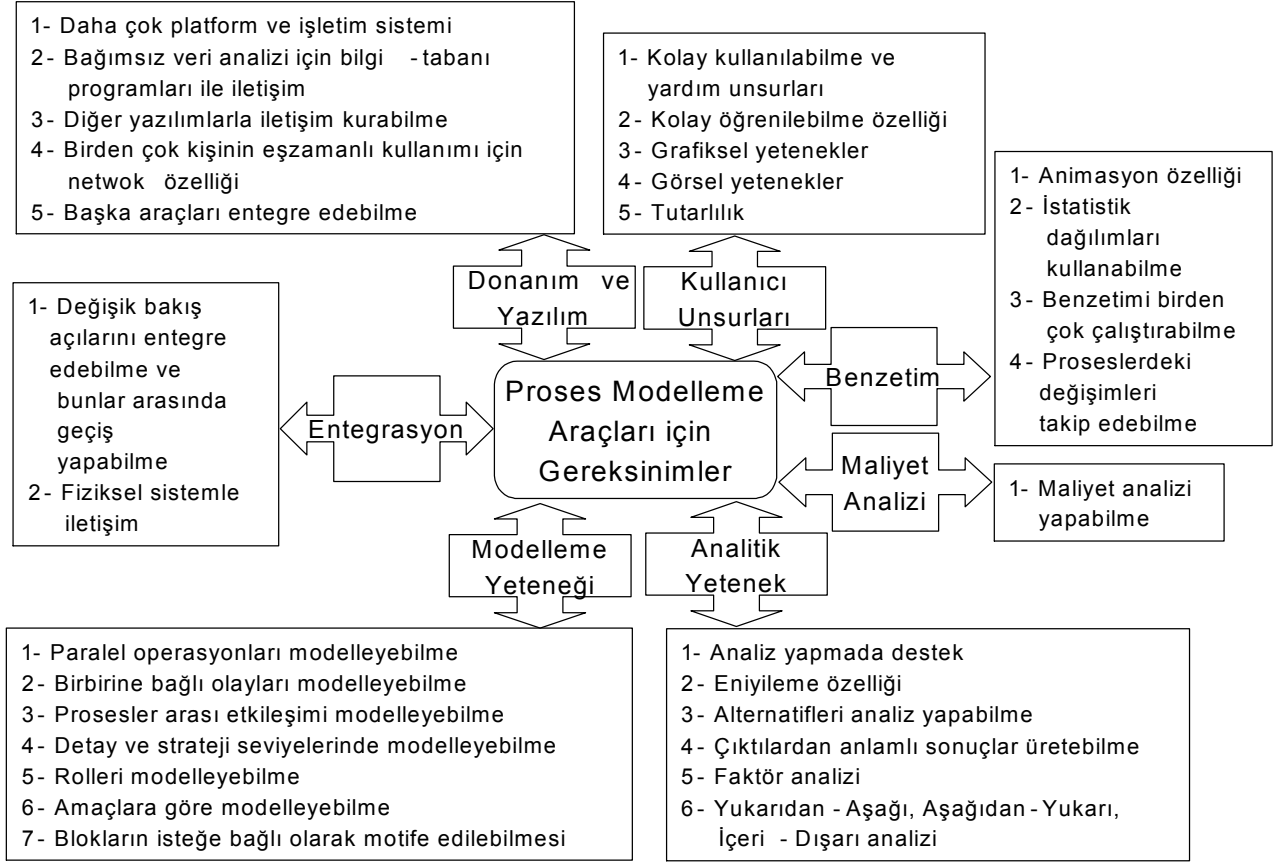 1- Daha çok platform ve işletim sistemi
2- Bağımsız veri analizi için bilgi - tabanı
programları ile iletişim
3- Diğer yazılımlarla iletişim kurabilme
4- Birden çok kişinin eşzamanlı kullanımı için
netwok özelliği
5- Başka araçları entegre edebilme
1- Kolay kullanılabilme ve
yardım unsurları
2- Kolay öğrenilebilme özelliği
3- Grafiksel yetenekler
4- Görsel yetenekler
5- Tutarlılık
1- Animasyon özelliği
2- İstatistik
dağılımları
kullanabilme
3- Benzetimi birden
çok çalıştırabilme
4- Proseslerdeki
değişimleri
takip edebilme
Donanım ve
Yazılım
Kullanıcı
Unsurları
1- Değişik bakış
açılarını entegre
edebilme ve
bunlar arasında
geçiş
yapabilme
2- Fiziksel sistemle
iletişim
Entegrasyon
Proses Modelleme
Araçları için
Gereksinimler
Benzetim
Maliyet
Analizi
1- Maliyet analizi
yapabilme
Modelleme
Yeteneği
Analitik
Yetenek
1- Paralel operasyonları modelleyebilme
2- Birbirine bağlı olayları modelleyebilme
3- Prosesler arası etkileşimi modelleyebilme
4- Detay ve strateji seviyelerinde modelleyebilme
5- Rolleri modelleyebilme
6- Amaçlara göre modelleyebilme
7- Blokların isteğe bağlı olarak motife edilebilmesi
1- Analiz yapmada destek
2- Eniyileme özelliği
3- Alternatifleri analiz yapabilme
4- Çıktılardan anlamlı sonuçlar üretebilme
5- Faktör analizi
6- Yukarıdan - Aşağı, Aşağıdan - Yukarı,
İçeri - Dışarı analizi